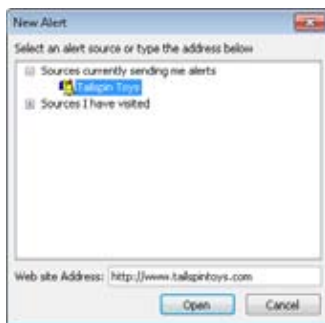 New Alert
Select an alert source or type the address below
Sources currently sending me alerts
Tailspin Toys
Sources I have visited
Web site Address: http://www.tailspintoys.com
Open Cancel